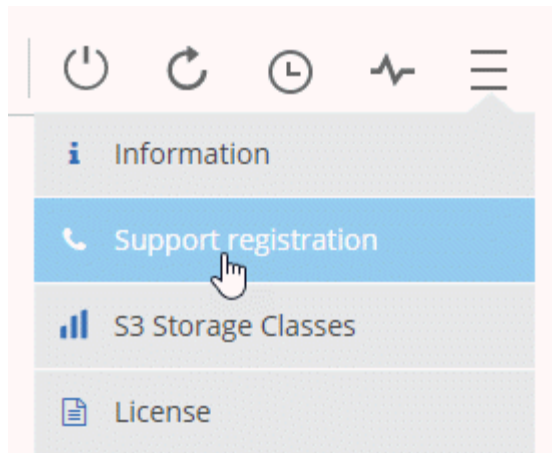 Information
Support registration
S3 Storage Classes
License